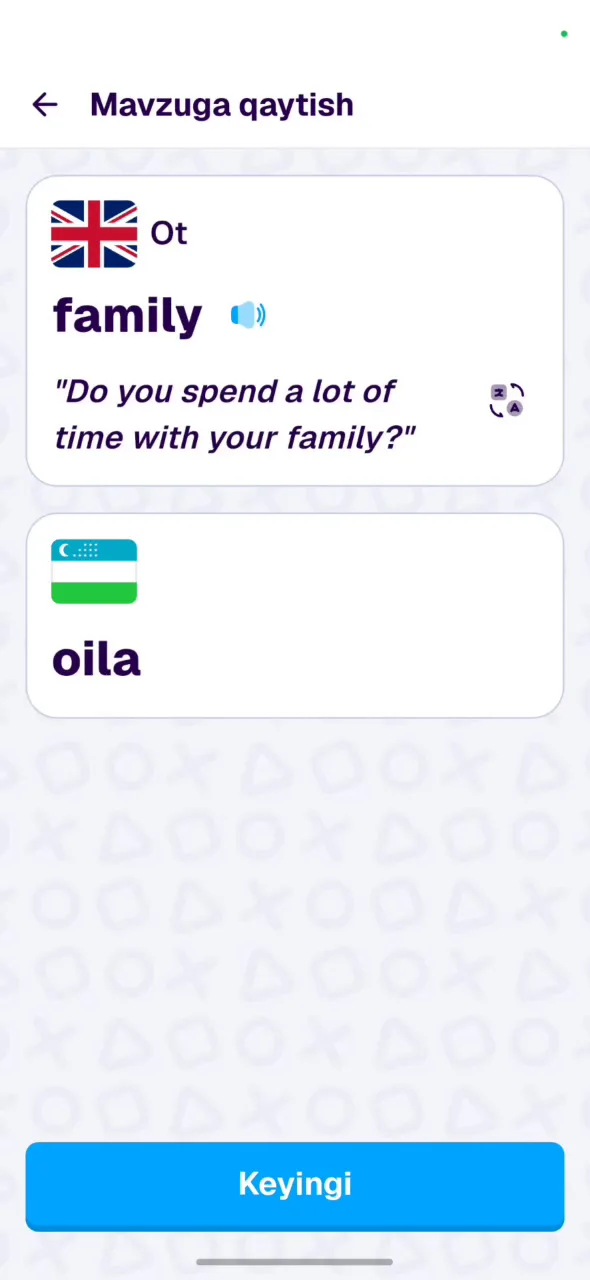 Mavzuga qaytish
Ot
family
"Do you spend a lot of
time with your family?"
oila
Keyingi